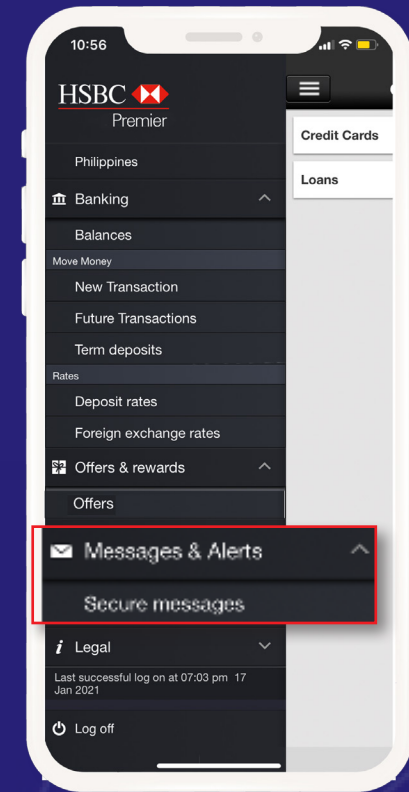 10:56
HSBC
Premier
Philippines
Banking
Balances
Move Money
New Transaction
Future Transactions
Term deposits
Rates
Deposit rates
Foreign exchange rates
Offers & rewards
Offers
Messages & Alerts
Secure messages
Legal
Last successful log on at 07:03 pm 17
Jan 2021
Log off
Credit Cards
Loans